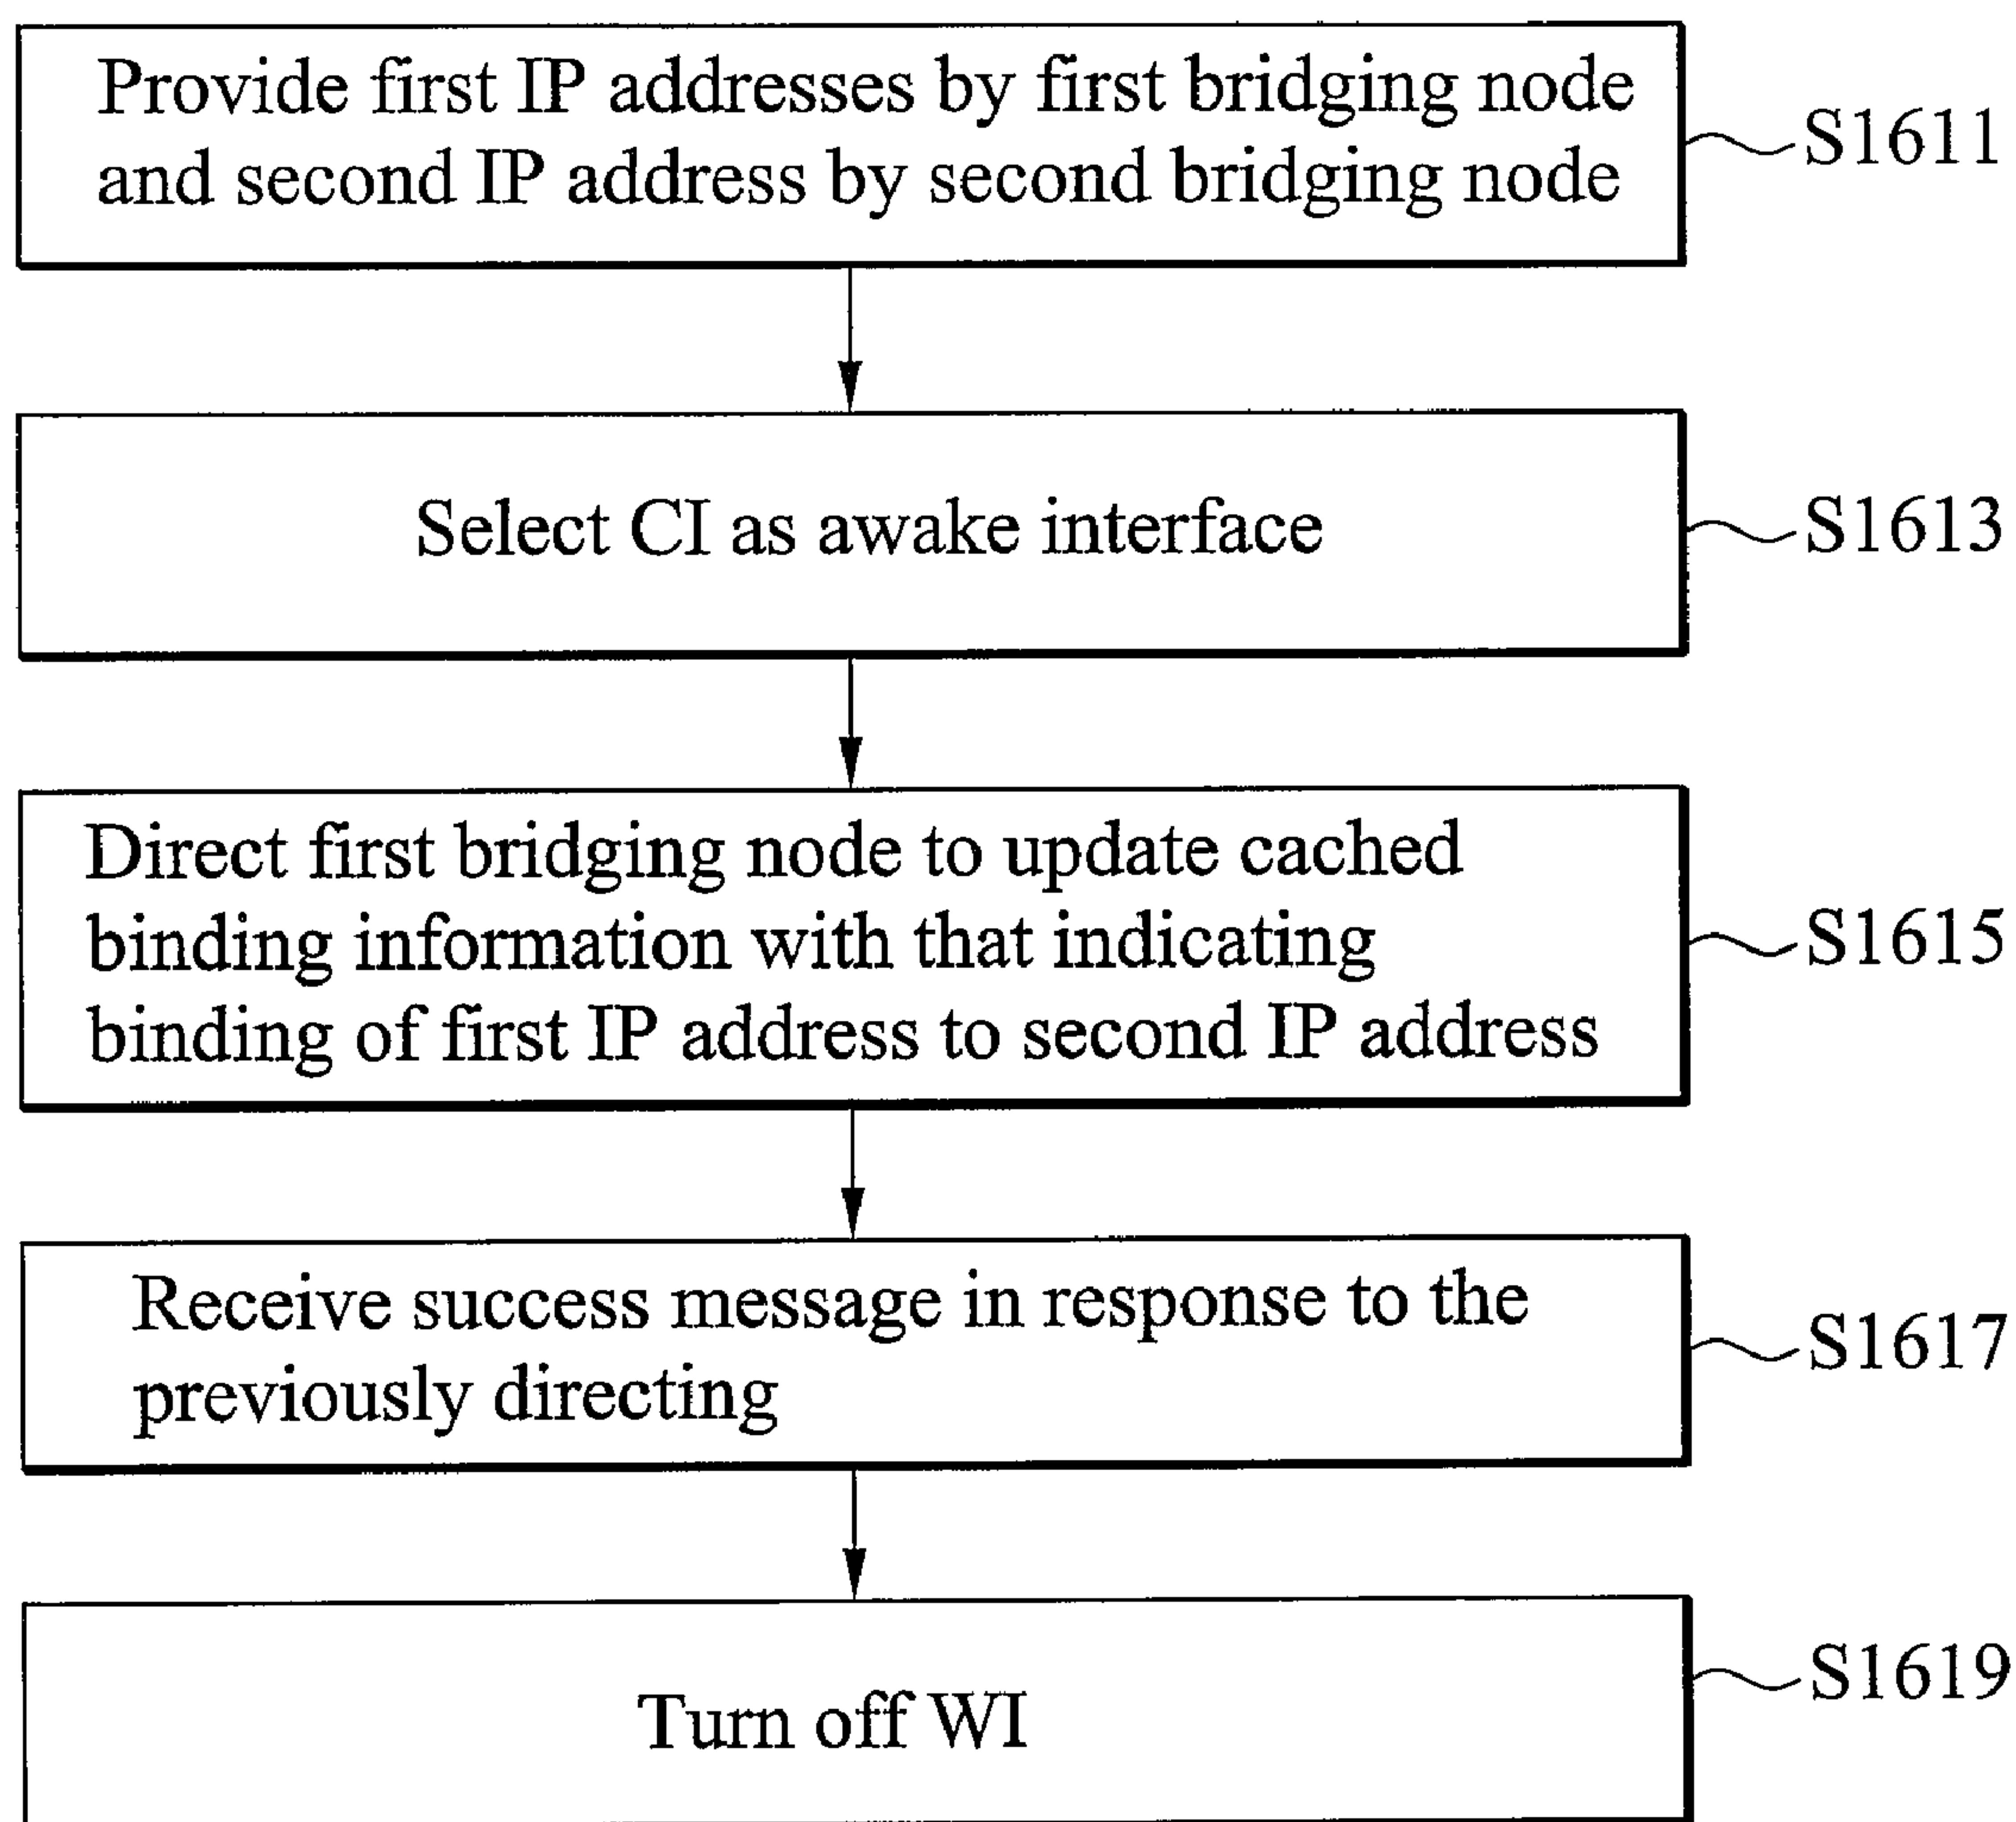 Provide first IP addresses by first bridging node
and second IP address by second bridging node
S1611
Select CI as awake interface
S1613
Direct first bridging node to update cached
binding information with that indicating
binding of first IP address to second IP address
S1615
Receive success message in response to the
previously directing
S1617
Turn off WI
S1619